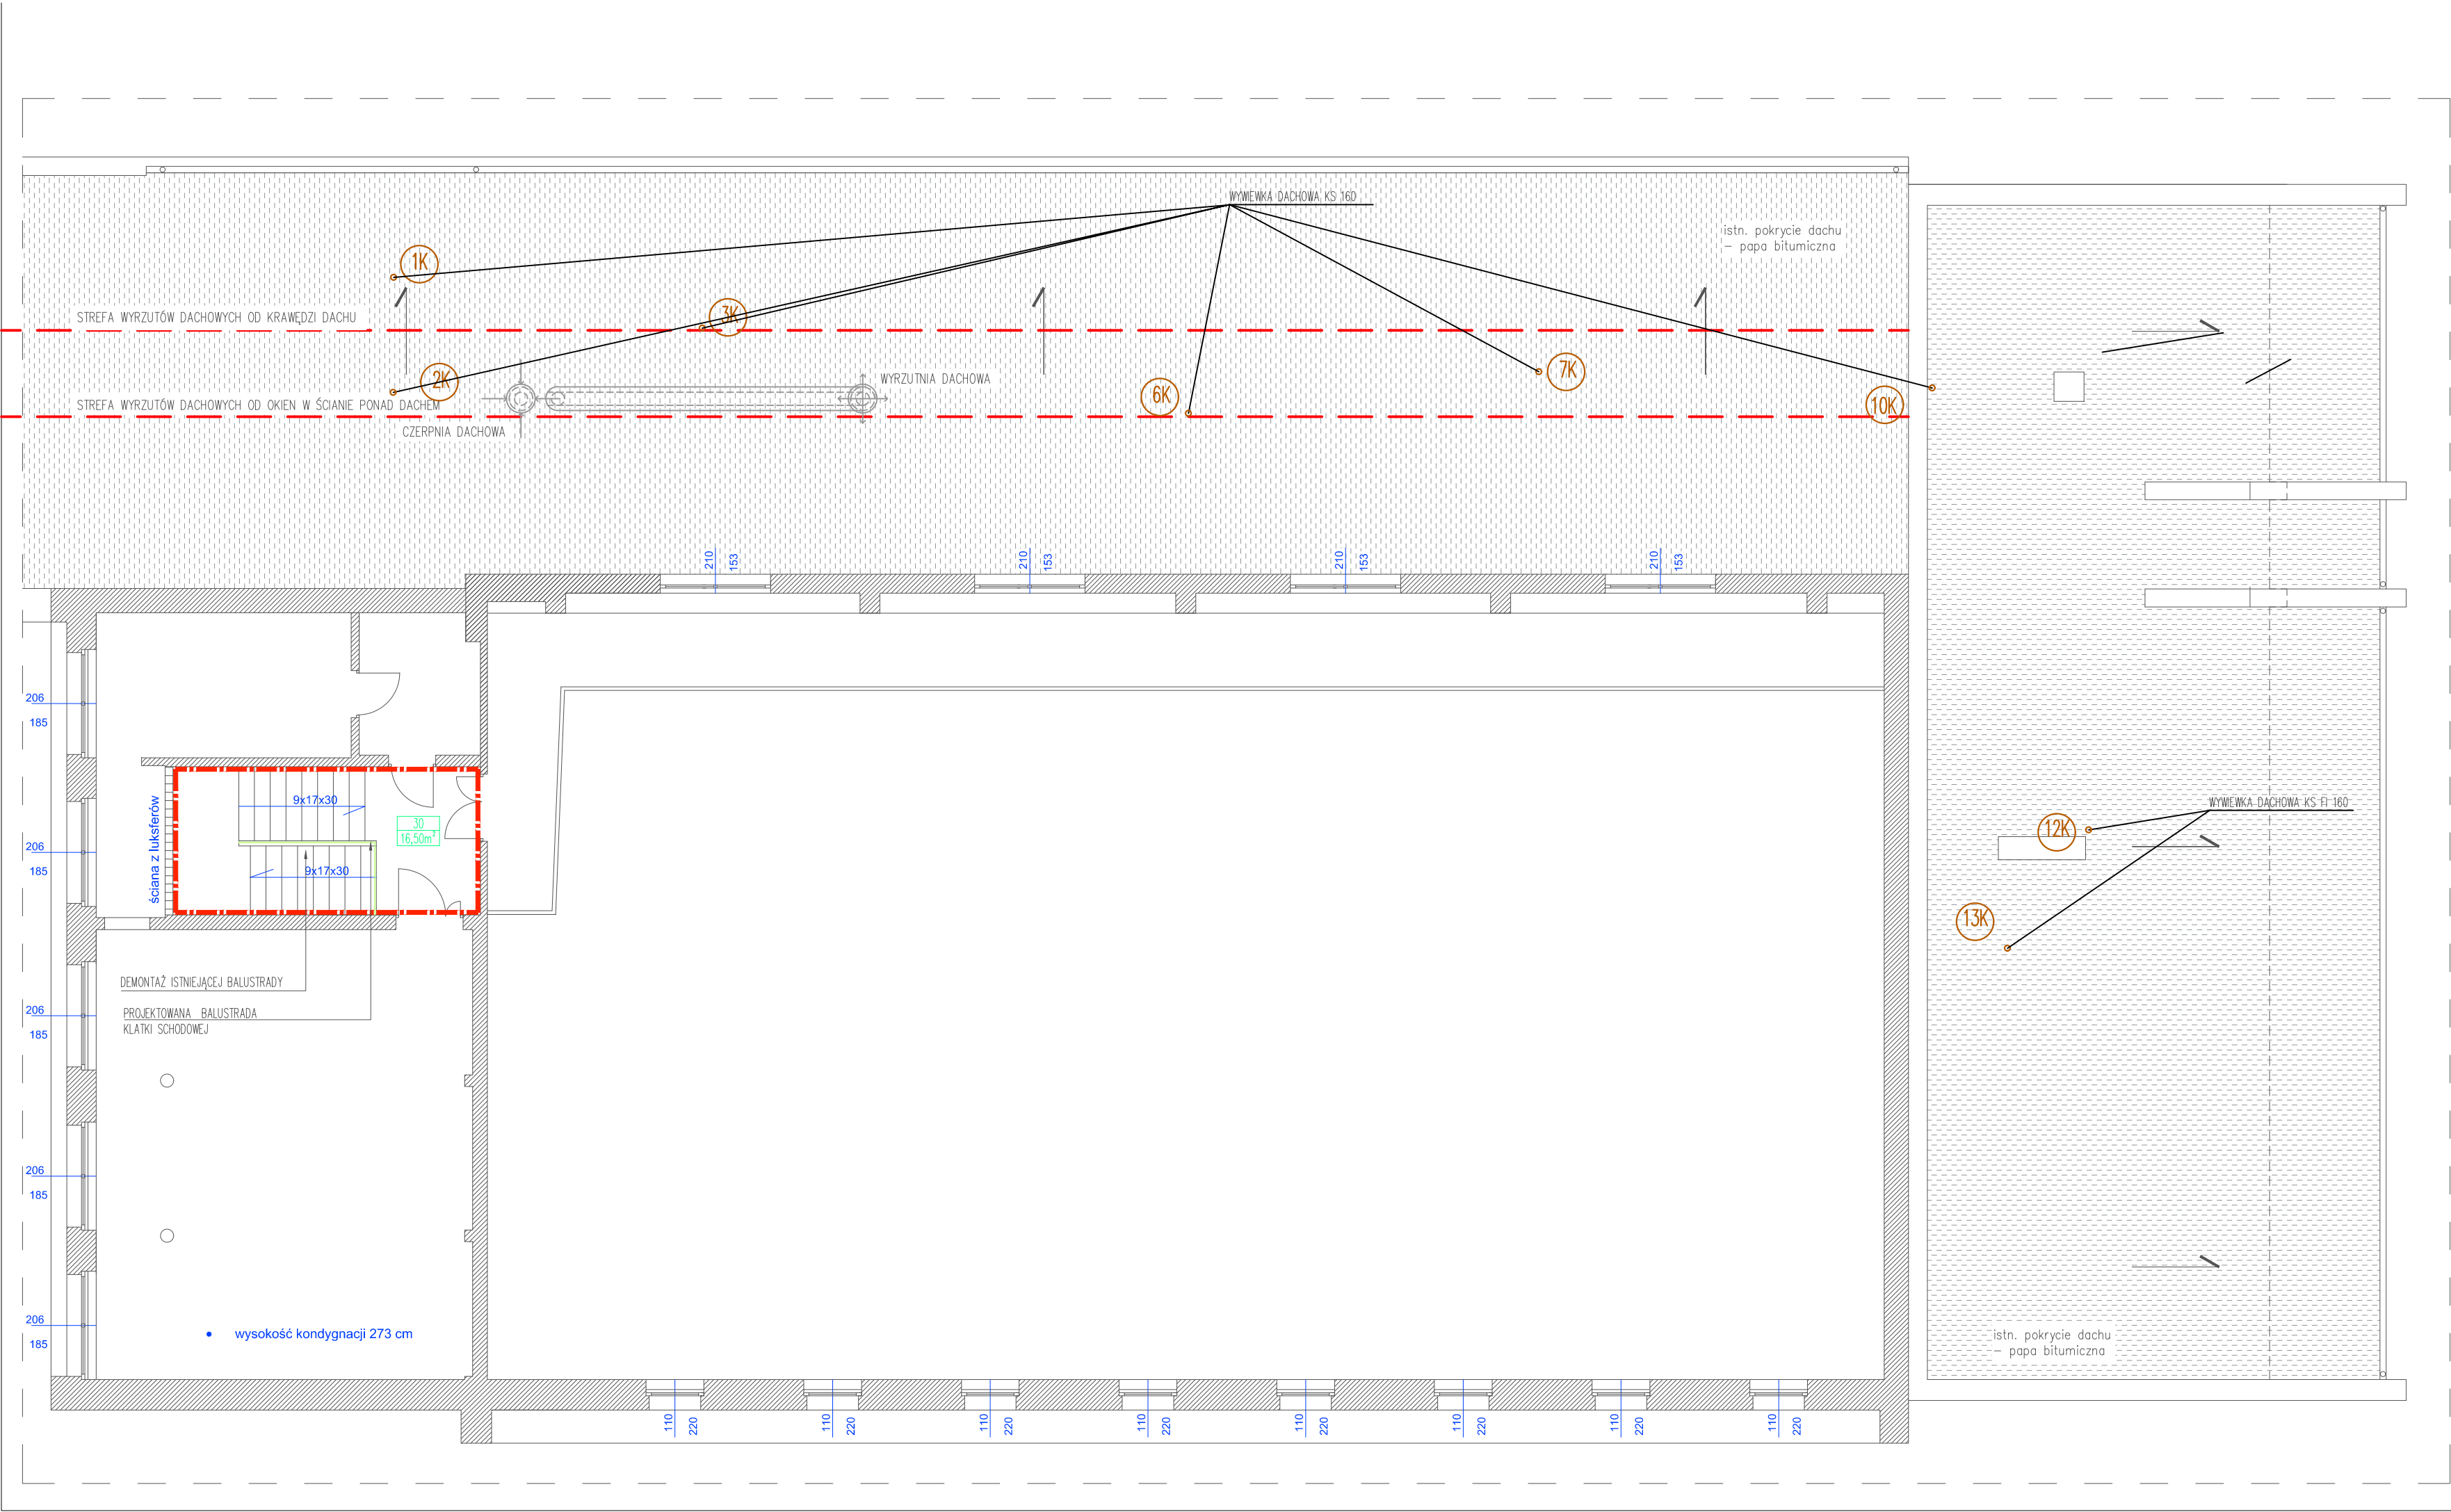 WYWIEWKA DACHOWA KS 160
istn. pokrycie dachu
– papa bitumiczna
1K
STREFA WYRZUTÓW DACHOWYCH OD KRAWĘDZI DACHU
3K
2K
WYRZUTNIA DACHOWA
7K
6K
10K
STREFA WYRZUTÓW DACHOWYCH OD OKIEN W ŚCIANIE PONAD DACHEM
CZERPNIA DACHOWA
210
153
210
153
210
153
210
153
206
185
206
185
206
185
206
185
206
185
ściana z luksferów
9x17x30
30
16,50m²
9x17x30
WYWIEWKA DACHOWA KS FI 160
12K
13K
DEMONTAŻ ISTNIEJĄCEJ BALUSTRADY
PROJEKTOWANA BALUSTRADA
KLATKI SCHODOWEJ
• wysokość kondygnacji 273 cm
istn. pokrycie dachu
– papa bitumiczna
110
220
110
220
110
220
110
220
110
220
110
220
110
220
110
220